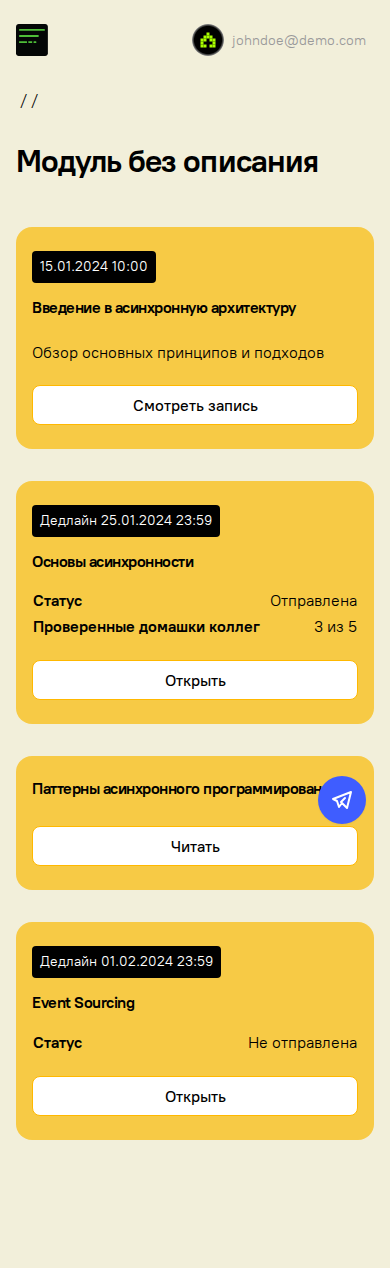 johndoe@demo.com
//
Модуль без описания
15.01.2024 10:00
Введение в асинхронную архитектуру
Обзор основных принципов и подходов
Смотреть запись
Дедлайн 25.01.2024 23:59
Основы асинхронности
Статус Отправлена
Проверенные домашки коллег 3 из 5
Открыть
Паттерны асинхронного
Читать
Дедлайн 01.02.2024 23:59
Event Sourcing
Статус Не отправлена
Открыть